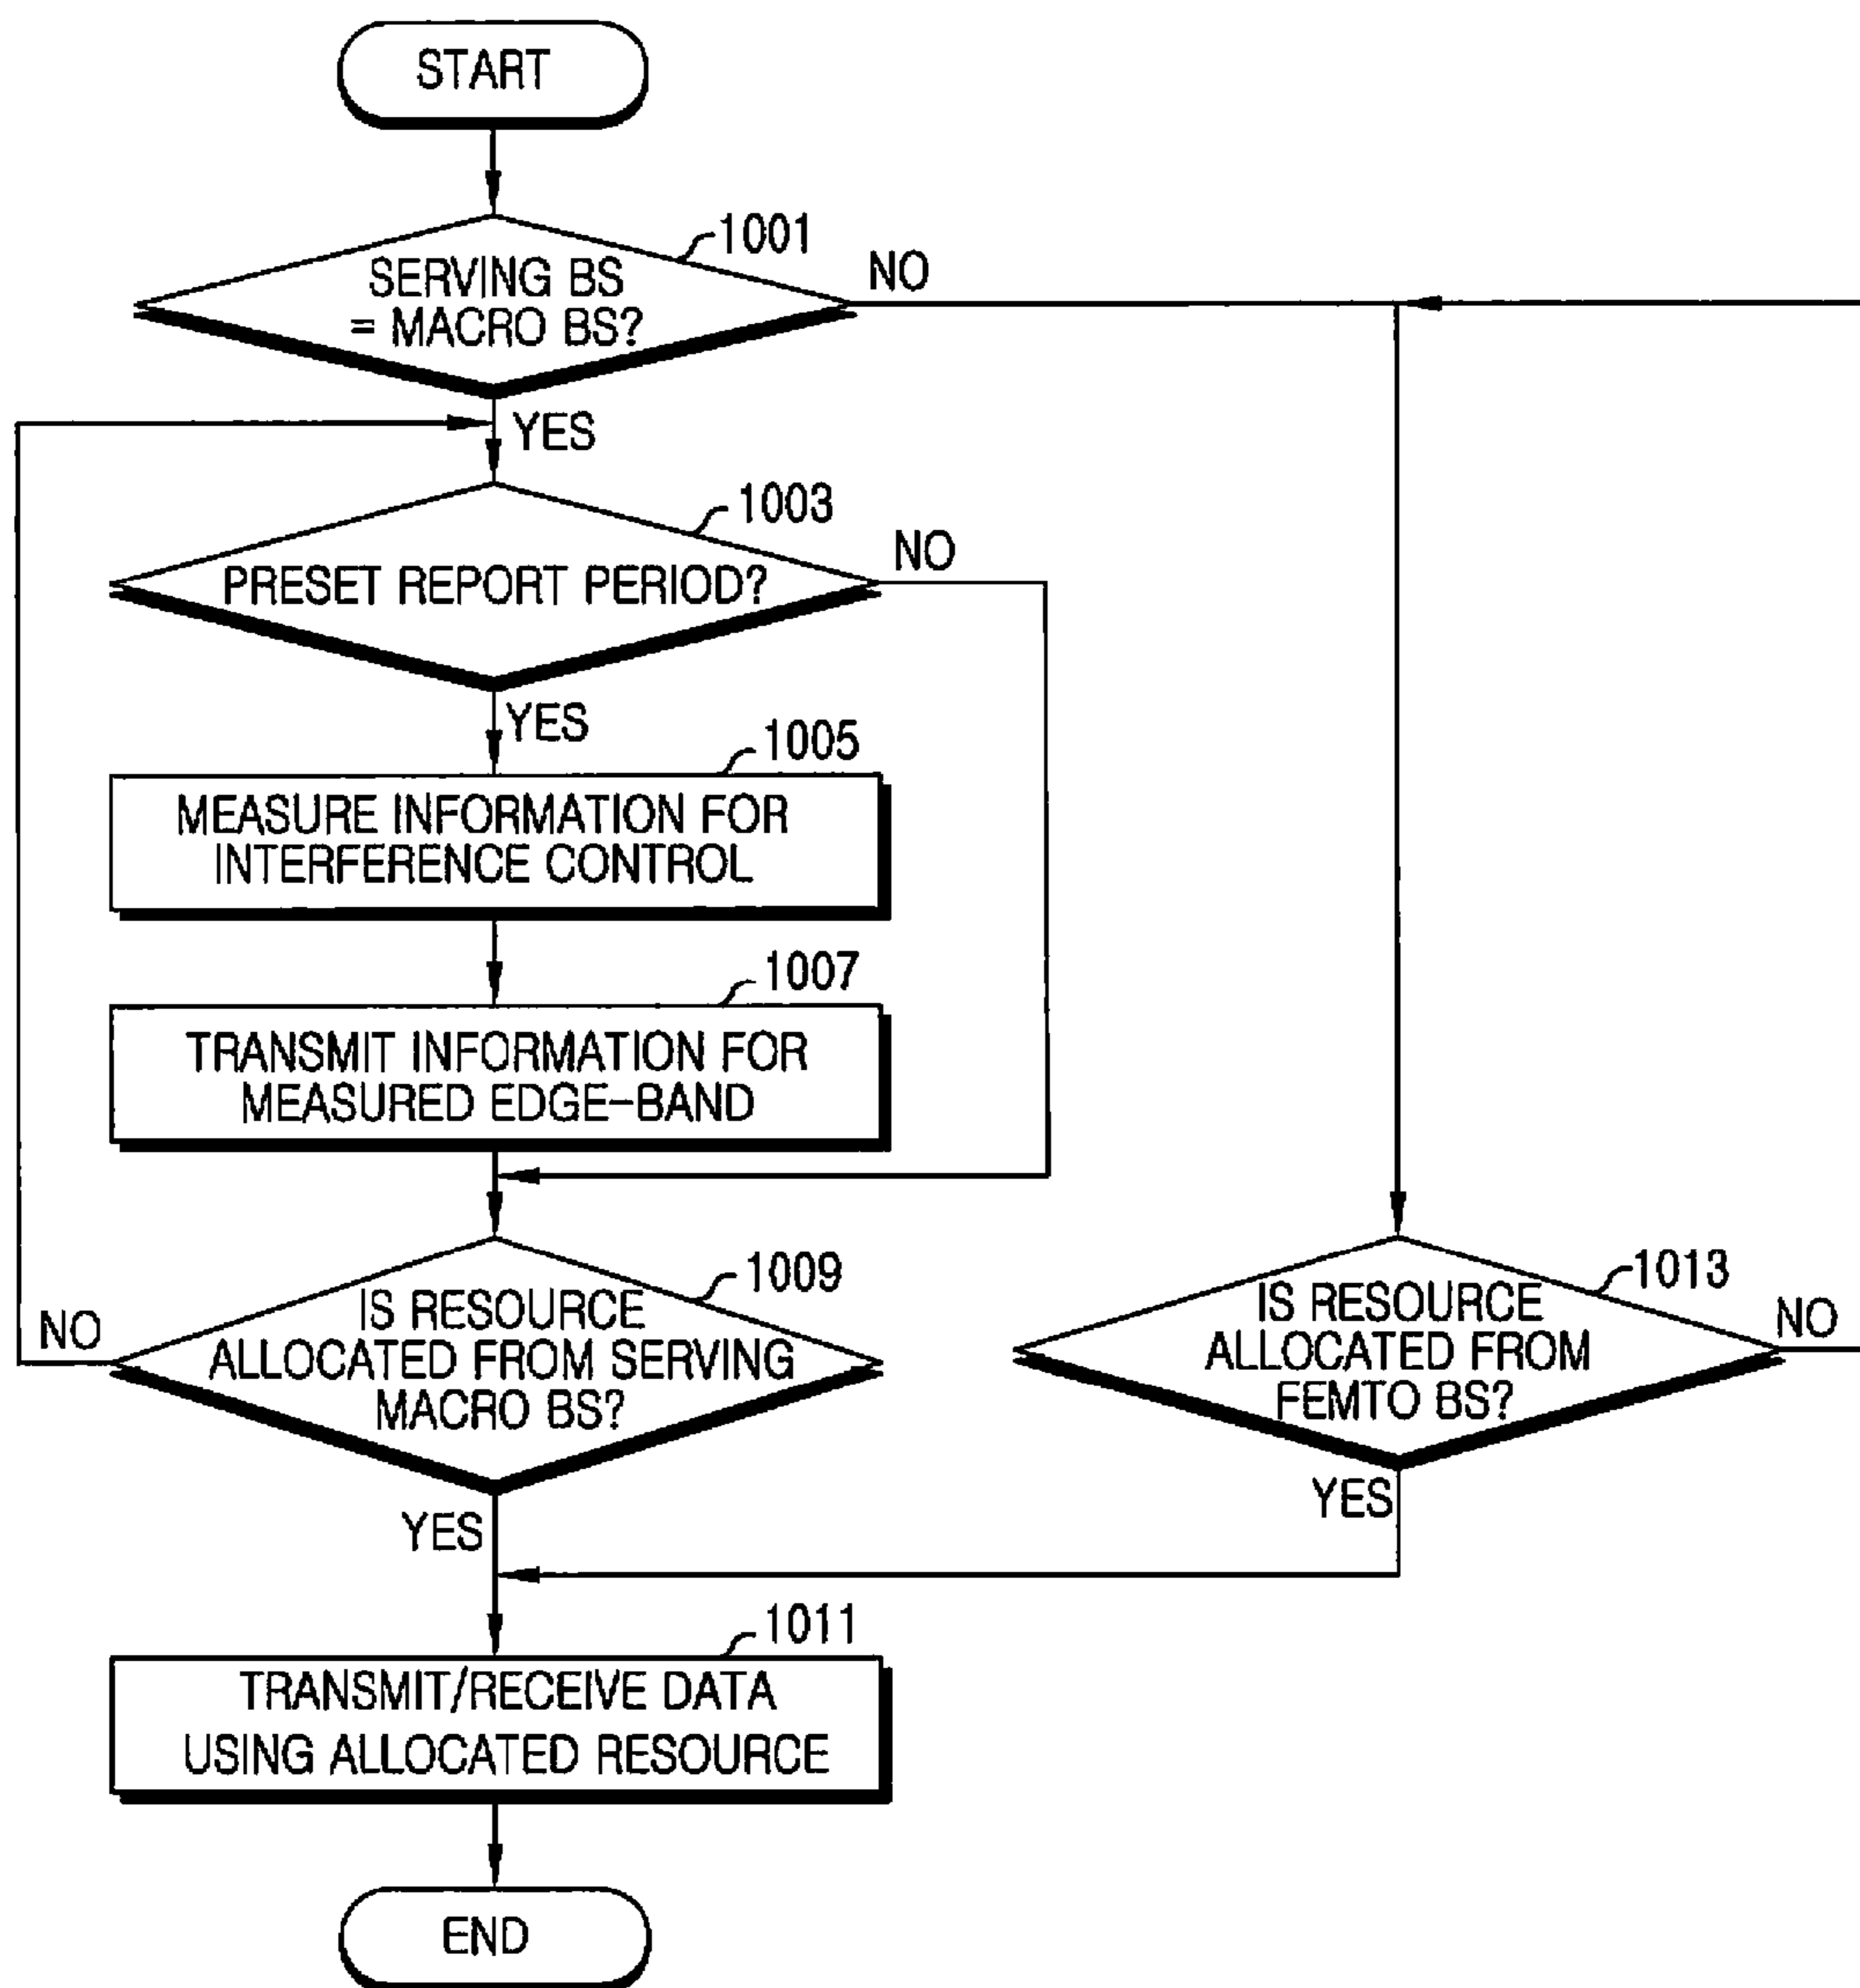 START
1001
SERVING BS
= MACRO BS?
NO
YES
1003
PRESET REPORT PERIOD?
NO
YES
1005
MEASURE INFORMATION FOR
INTERFERENCE CONTROL
1007
TRANSMIT INFORMATION FOR
MEASURED EDGE-BAND
1009
IS RESOURCE
ALLOCATED FROM SERVING
MACRO BS?
NO
YES
1013
IS RESOURCE
ALLOCATED FROM
FEMTO BS?
NO
YES
1011
TRANSMIT/RECEIVE DATA
USING ALLOCATED RESOURCE
END